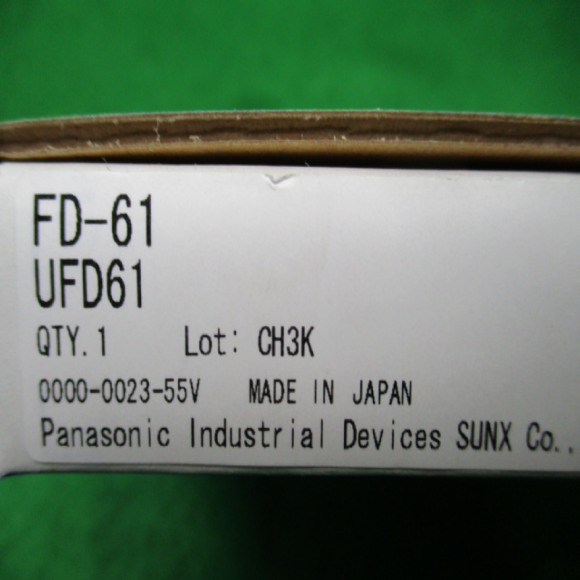 FD-61
UFD61
QTY. 1 Lot: CH3K
0000-0023-55V MADE IN JAPAN
Panasonic Industrial Devices SUNX Co.,